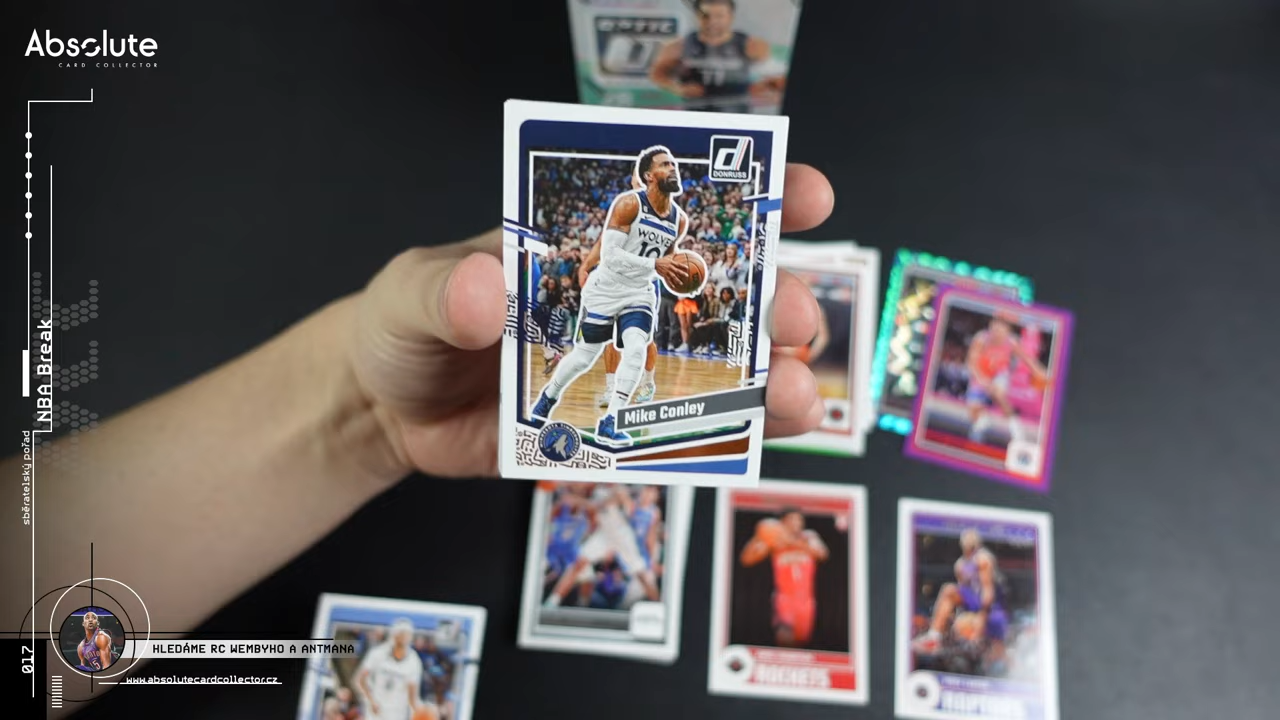 Absolute
CARD COLLECTOR
NBA Break
sběratelský pořad
017
HLEDÁME RC WEMBYHO A ANTMANA
www.absolutecardcollector.cz
OPTIC
d
DONRUSS
WOLVES
10
Mike Conley
ROCKETS
RAPTORS